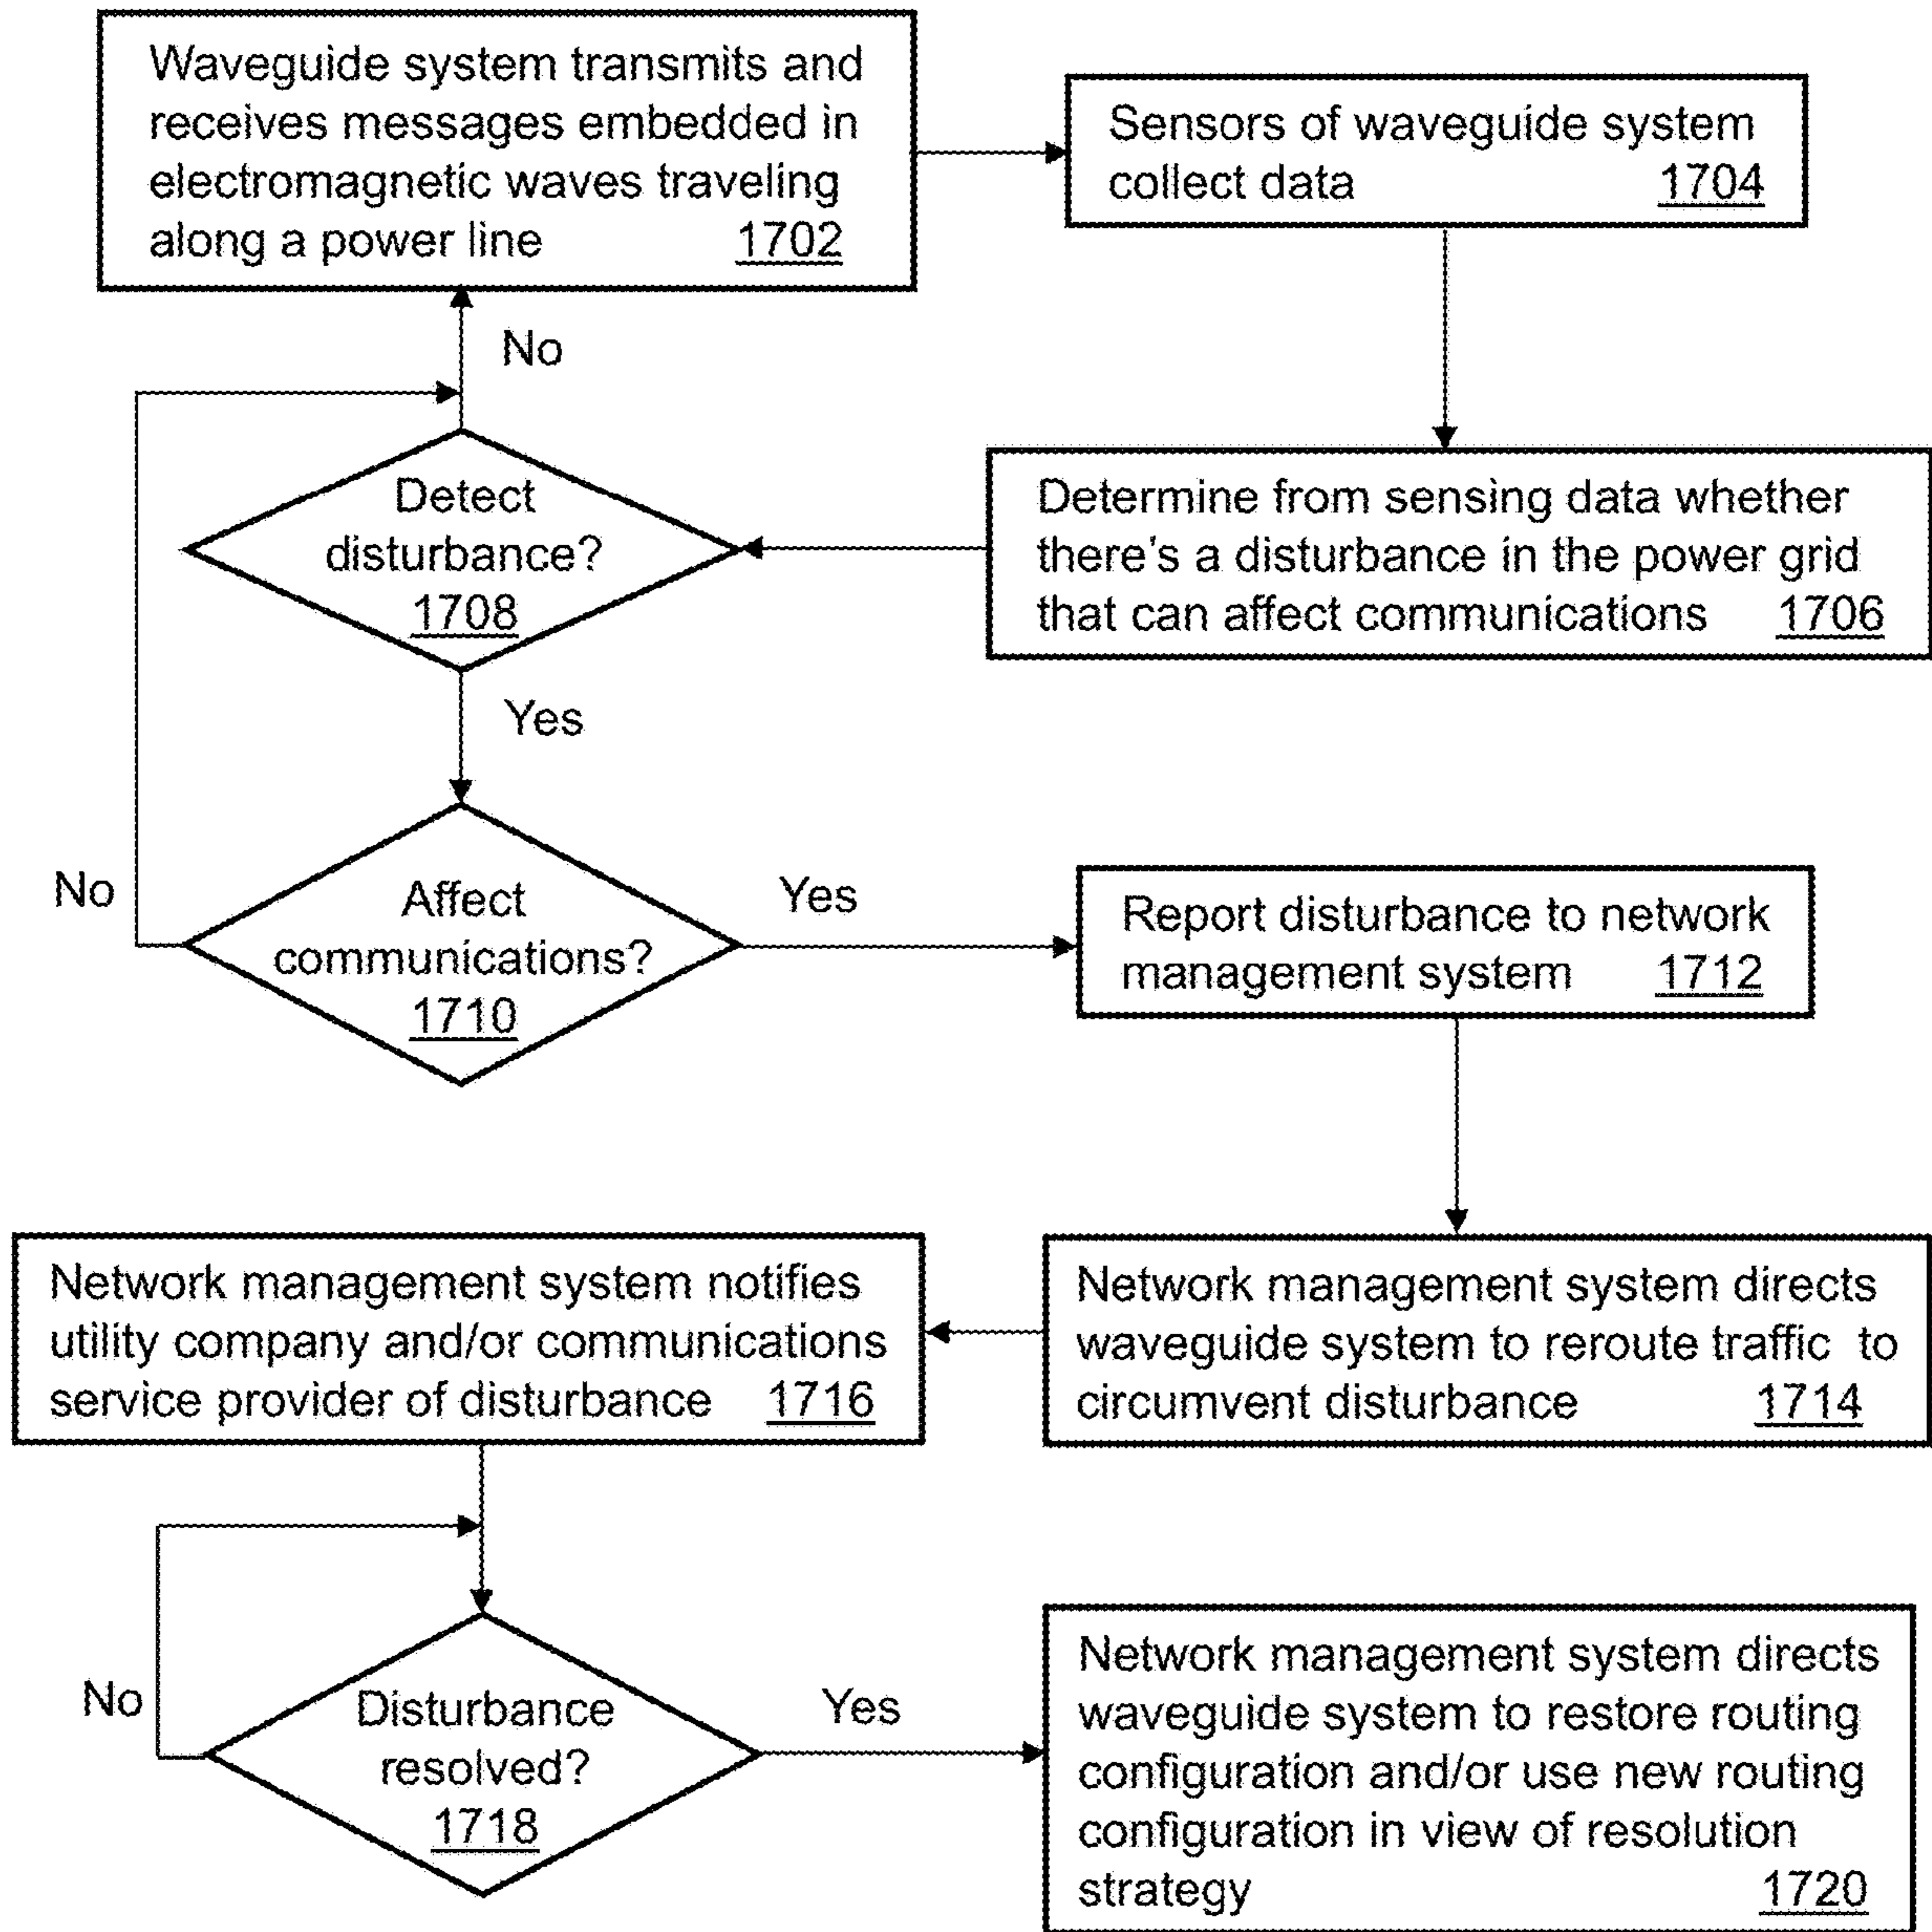 Waveguide system transmits and
receives messages embedded in
electromagnetic waves traveling
along a power line 1702
Sensors of waveguide system
collect data 1704
No
Detect
disturbance?
1708
Determine from sensing data whether
there's a disturbance in the power grid
that can affect communications 1706
Yes
No
Affect
communications?
1710
Yes
Report disturbance to network
management system 1712
Network management system notifies
utility company and/or communications
service provider of disturbance 1716
Network management system directs
waveguide system to reroute traffic to
circumvent disturbance 1714
No
Disturbance
resolved?
1718
Yes
Network management system directs
waveguide system to restore routing
configuration and/or use new routing
configuration in view of resolution
strategy 1720